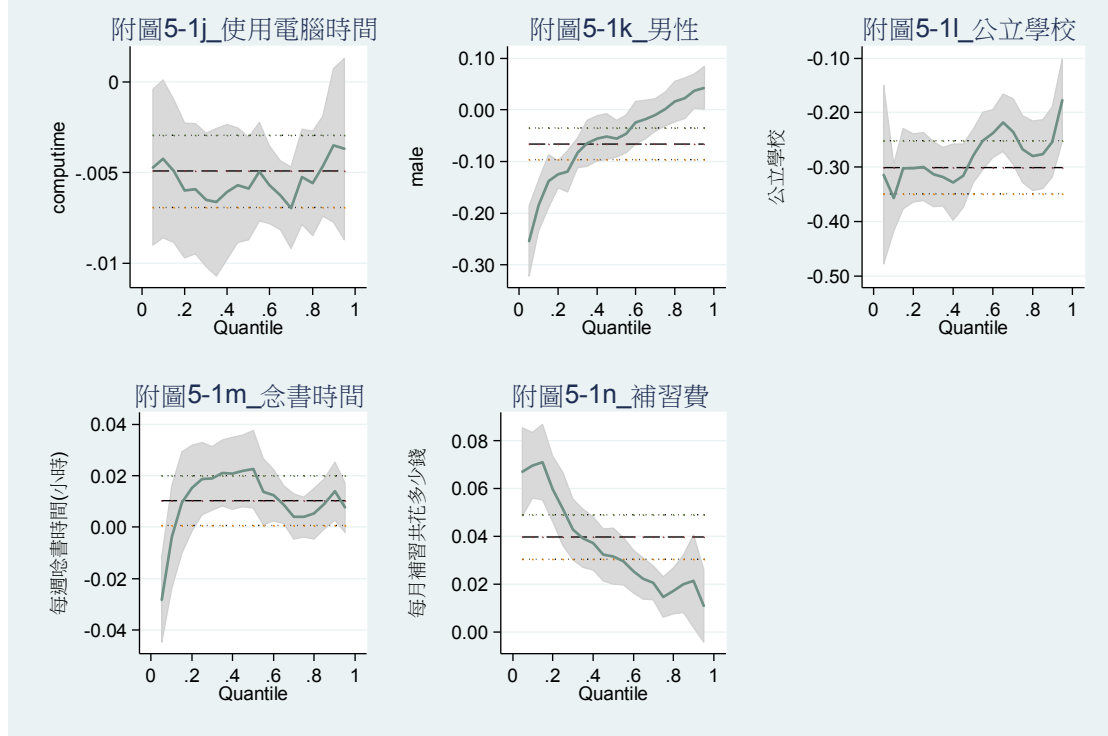 附圖5-1j_使用電腦時間
computime
0
-.005
-.01
0 .2 .4 .6 .8 1
Quantile
附圖5-1k_男性
male
0.10
0.00
-0.10
-0.20
-0.30
0 .2 .4 .6 .8 1
Quantile
附圖5-1l_公立學校
公立學校
-0.10
-0.20
-0.30
-0.40
-0.50
0 .2 .4 .6 .8 1
Quantile
附圖5-1m_念書時間
每週唸書時間(小時)
0.04
0.02
0.00
-0.02
-0.04
0 .2 .4 .6 .8 1
Quantile
附圖5-1n_補習費
每月補習共花多少錢
0.08
0.06
0.04
0.02
0.00
0 .2 .4 .6 .8 1
Quantile